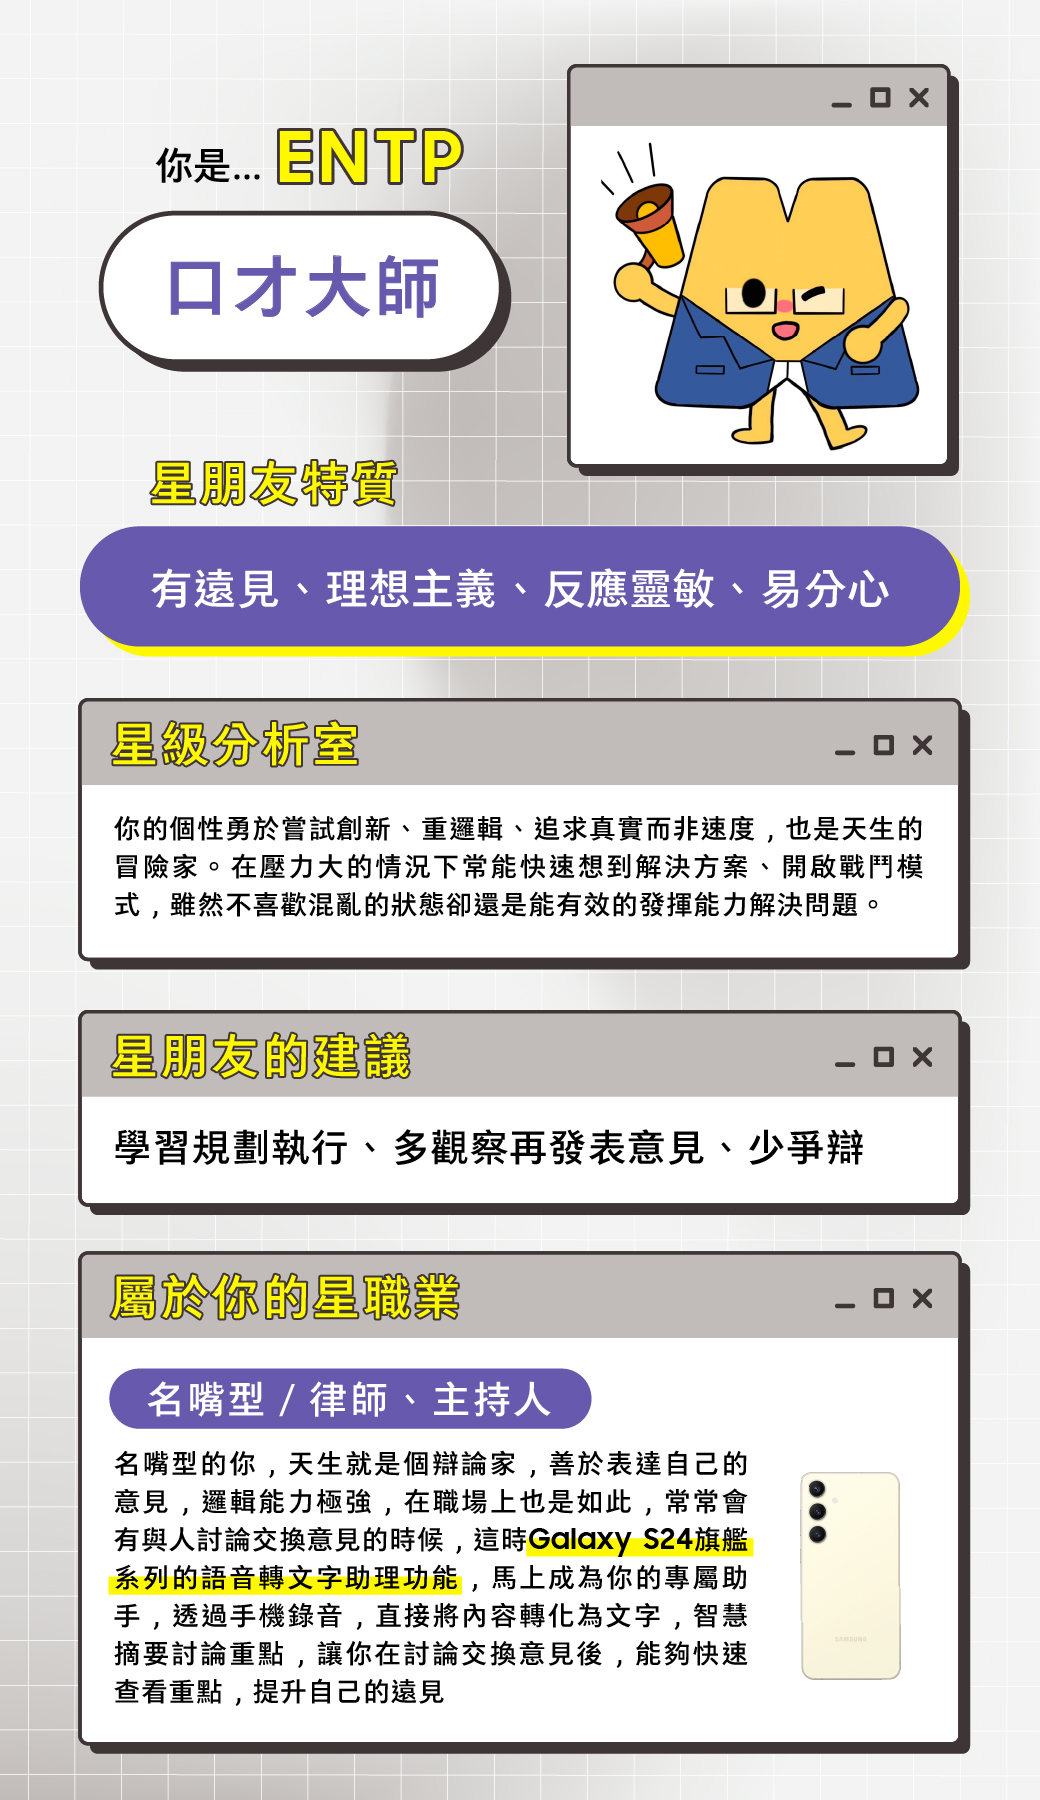 你是... ENTP
口才大師
星朋友特質
有遠見、理想主義、反應靈敏、易分心
星級分析室
你的個性勇於嘗試創新、重邏輯、追求真實而非速度,也是天生的
冒險家。在壓力大的情況下常能快速想到解決方案、開啟戰鬥模
式,雖然不喜歡混亂的狀態卻還是能有效的發揮能力解決問題。
星朋友的建議
學習規劃執行、多觀察再發表意見、少爭辯
屬於你的星職業
名嘴型 / 律師、主持人
名嘴型的你,天生就是個辯論家,善於表達自己的
意見,邏輯能力極強,在職場上也是如此,常常會
有與人討論交換意見的時候,這時Galaxy S24旗艦
系列的語音轉文字助理功能,馬上成為你的專屬助
手,透過手機錄音,直接將內容轉化為文字,智慧
摘要討論重點,讓你在討論交換意見後,能夠快速
查看重點,提升自己的遠見
SAMSUNG